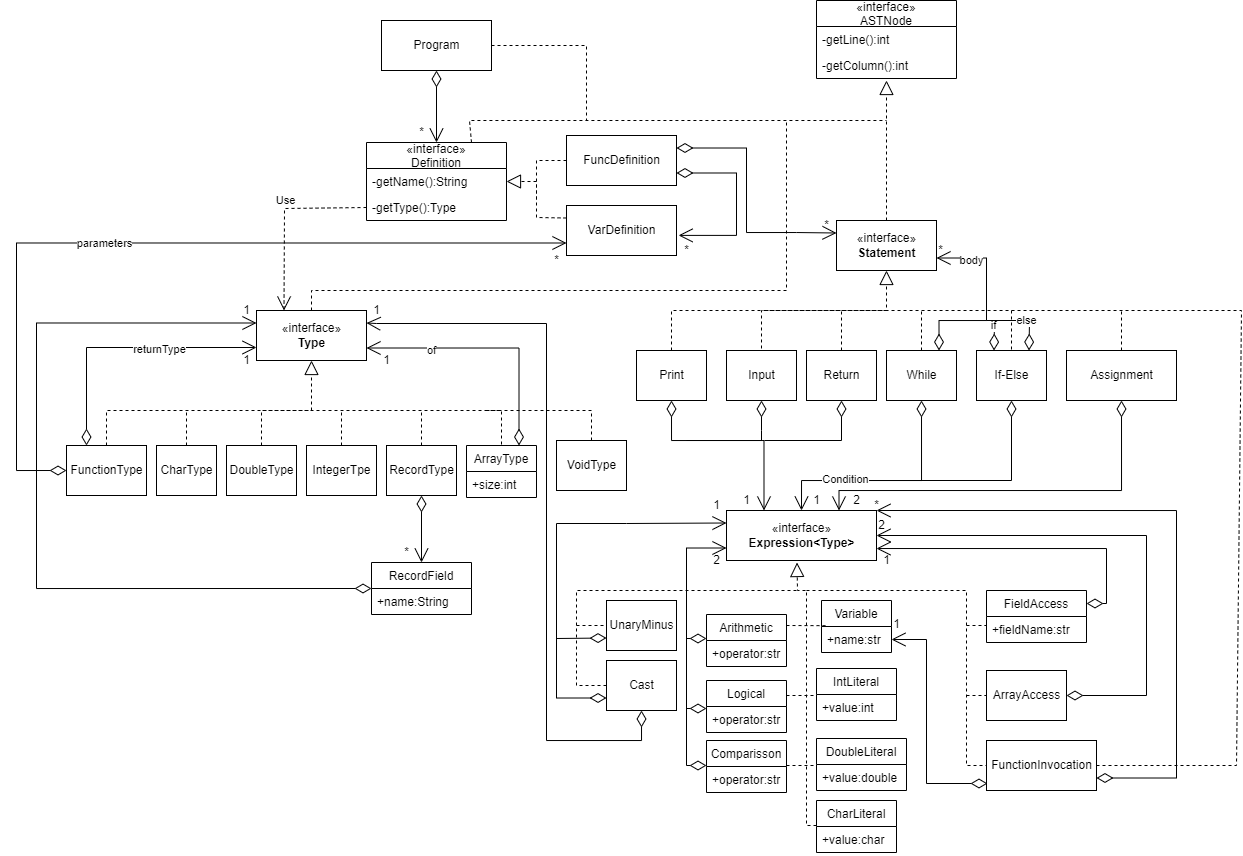 «interface»
ASTNode
-getLine():int
-getColumn():int
Program
*
«interface»
Definition
-getName():String
-getType():Type
FuncDefinition
VarDefinition
*
*
Use
parameters
*
«interface»
Statement
*
body
1
1
«interface»
Type
returnType
1
1
of
if
else
Print
Input
Return
While
If-Else
Assignment
FunctionType
CharType
DoubleType
IntegerTpe
RecordType
ArrayType
+size:int
VoidType
*
RecordField
+name:String
Condition
1
1
1
2
*
«interface»
Expression<Type>
2
2
1
UnaryMinus
Cast
Arithmetic
+operator:str
Logical
+operator:str
Comparisson
+operator:str
Variable
+name:str
1
IntLiteral
+value:int
DoubleLiteral
+value:double
CharLiteral
+value:char
FieldAccess
+fieldName:str
ArrayAccess
FunctionInvocation